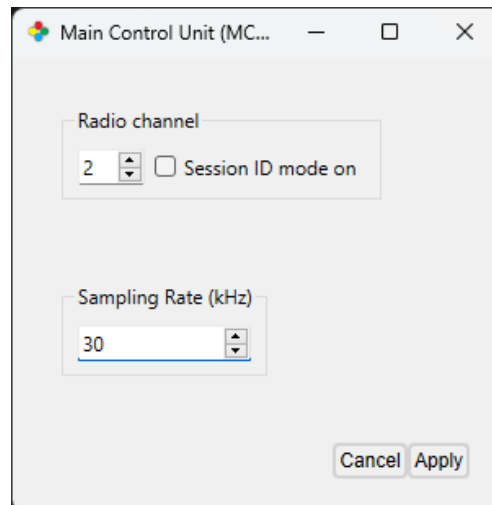 Main Control Unit (MC...
Radio channel
2 Session ID mode on
Sampling Rate (kHz)
30
Cancel Apply